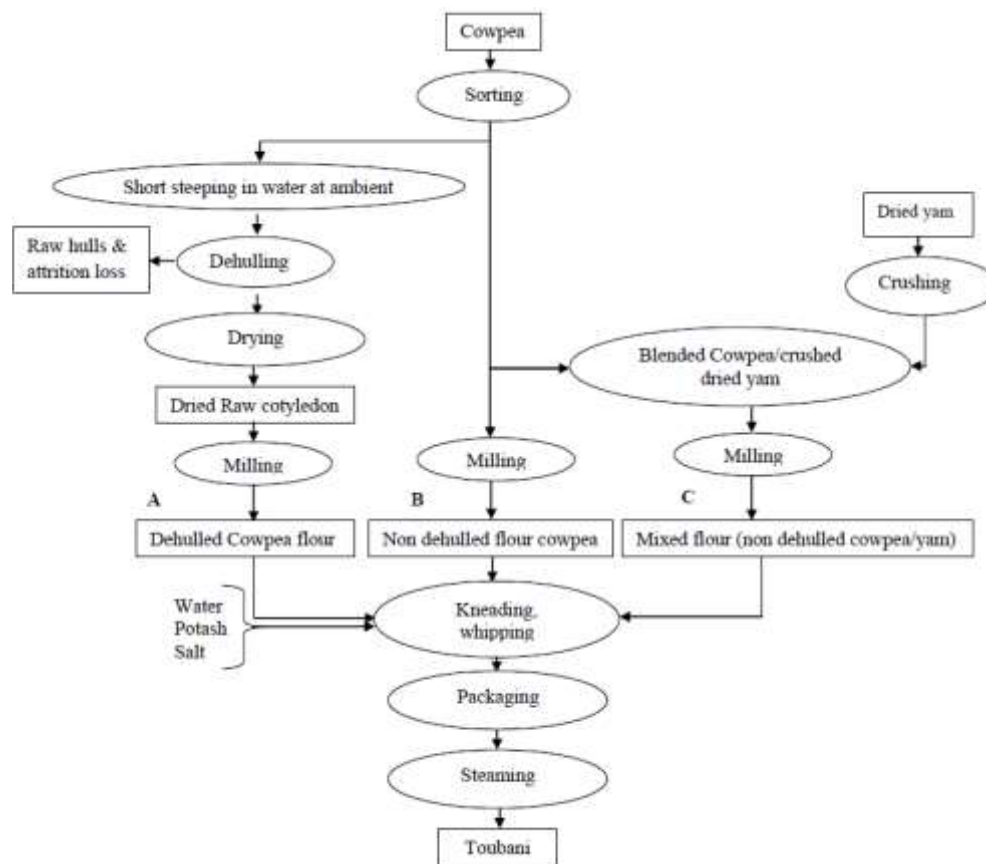 Cowpea
Sorting
Short steeping in water at ambient
Dried yam
Raw hulls &
attrition loss
Dehulling
Crushing
Drying
Blended Cowpea/crushed
dried yam
Dried Raw cotyledon
Milling
Milling
Milling
A
B
C
Dehulled Cowpea flour
Non dehulled flour cowpea
Mixed flour (non dehulled cowpea/yam)
Water
Potash
Salt
Kneading,
whipping
Packaging
Steaming
Toubani